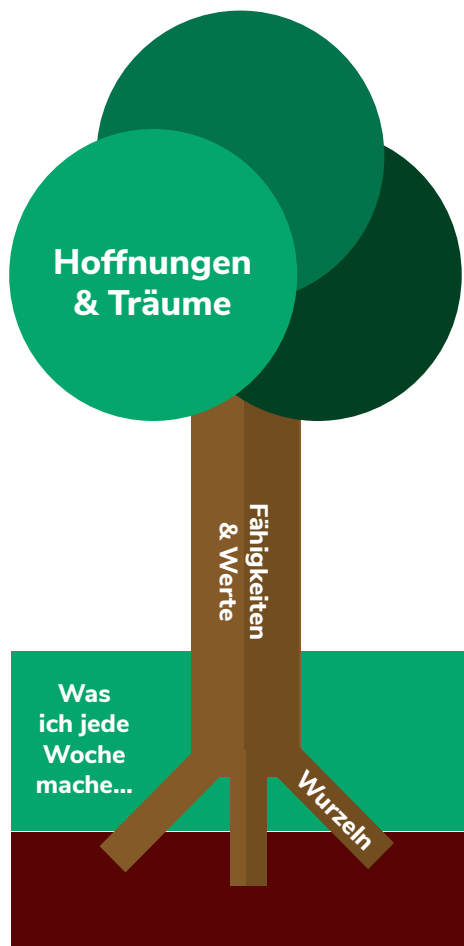 Hoffnungen
& Träume
Fähigkeiten
& Werte
Was
ich jede
Woche
mache...
Wurzeln